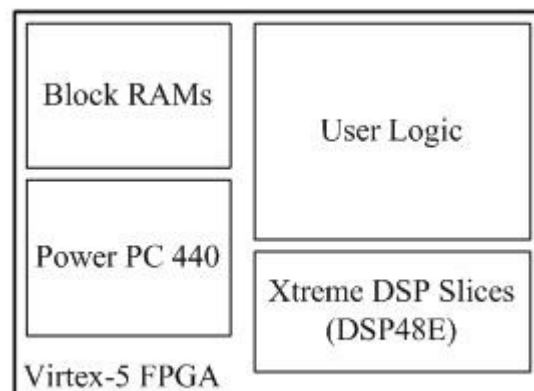 Block RAMs
User Logic
Power PC 440
Xtreme DSP Slices
(DSP48E)
Virtex-5 FPGA